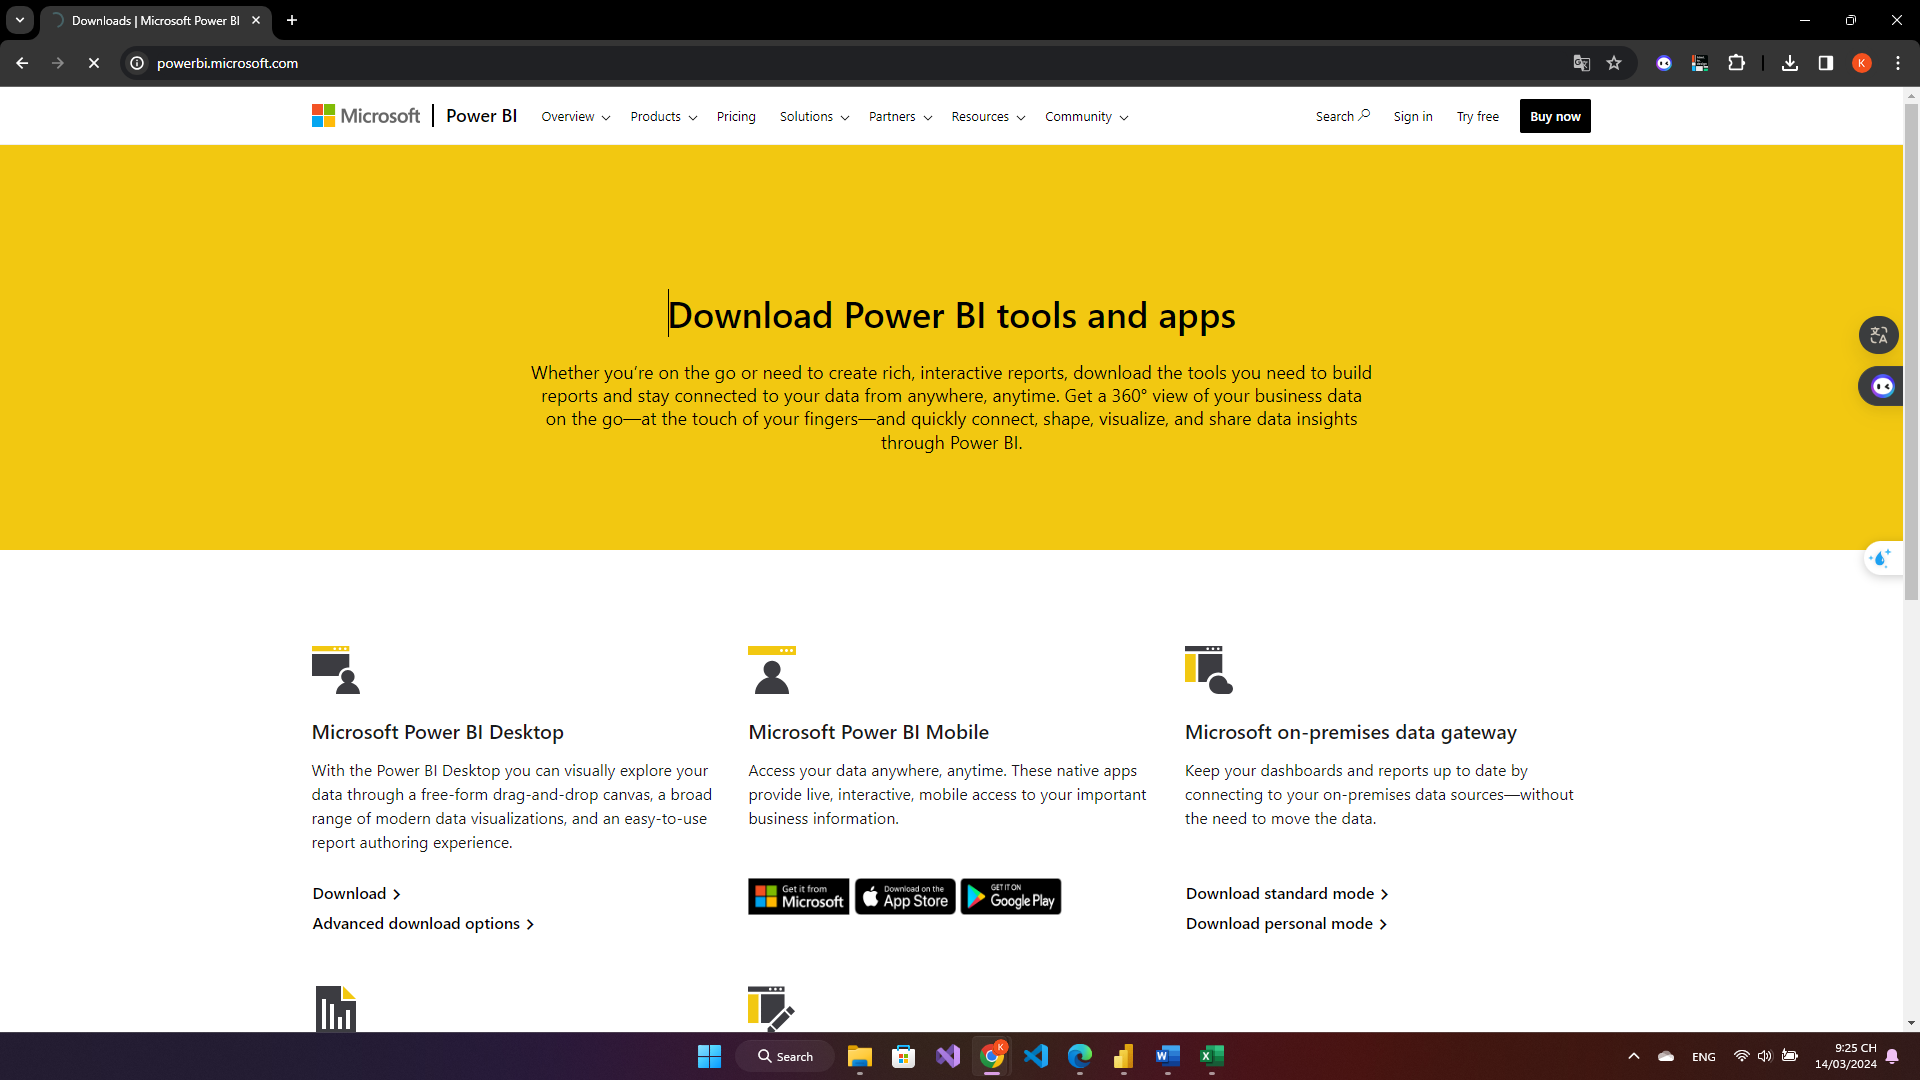 Downloads | Microsoft Power BI
powerbi.microsoft.com
K
Microsoft | Power BI Overview Products Pricing Solutions Partners Resources Community Search Sign in Try free Buy now
Download Power BI tools and apps
Whether you’re on the go or need to create rich, interactive reports, download the tools you need to build
reports and stay connected to your data from anywhere, anytime. Get a 360° view of your business data
on the go—at the touch of your fingers—and quickly connect, shape, visualize, and share data insights
through Power BI.
Microsoft Power BI Desktop
With the Power BI Desktop you can visually explore your
data through a free-form drag-and-drop canvas, a broad
range of modern data visualizations, and an easy-to-use
report authoring experience.
Download
Advanced download options
Microsoft Power BI Mobile
Access your data anywhere, anytime. These native apps
provide live, interactive, mobile access to your important
business information.
Get it from
Microsoft
Download on the
App Store
GET IT ON
Google Play
Microsoft on-premises data gateway
Keep your dashboards and reports up to date by
connecting to your on-premises data sources—without
the need to move the data.
Download standard mode
Download personal mode
Search
K
ENG
9:25 CH
14/03/2024